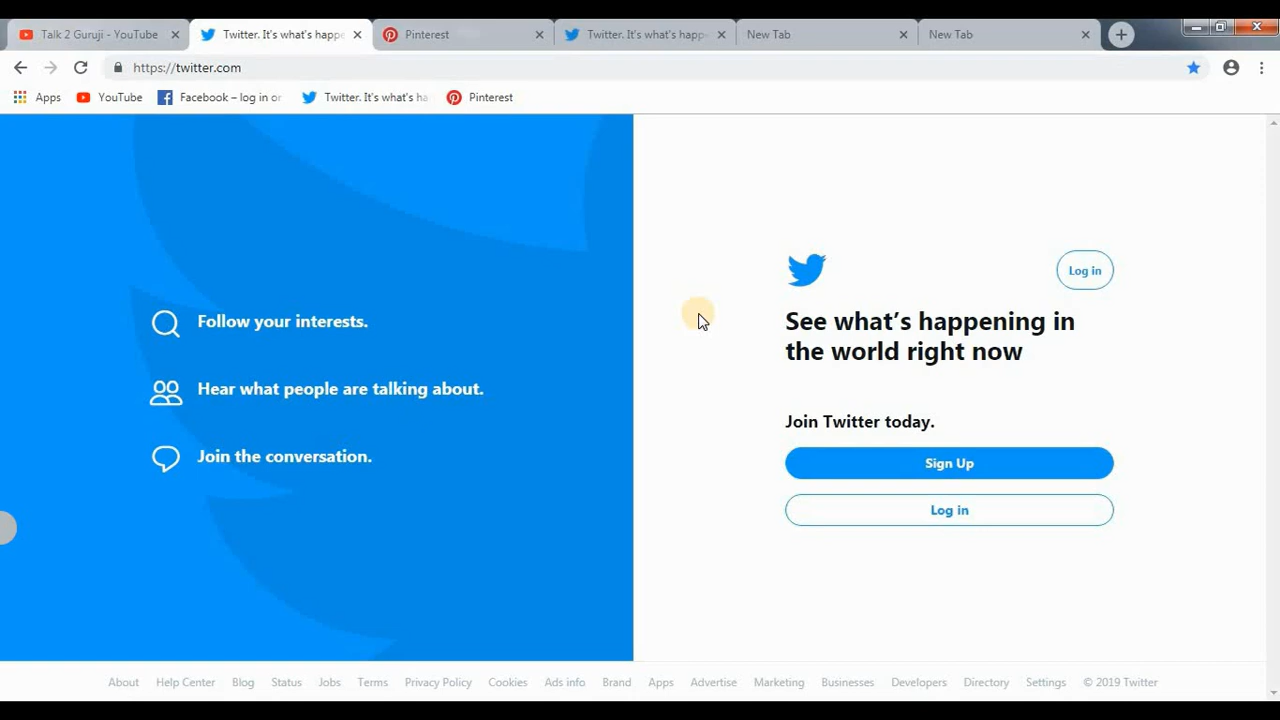 Talk 2 Guruji - YouTube
Twitter. It's what's happe
Pinterest
Twitter. It's what's happ
New Tab
New Tab
https://twitter.com
Apps
YouTube
Facebook – log in or
Twitter. It's what's ha
Pinterest
Follow your interests.
Hear what people are talking about.
Join the conversation.
Log in
See what’s happening in
the world right now
Join Twitter today.
Sign Up
Log in
About Help Center Blog Status Jobs Terms Privacy Policy Cookies Ads info Brand Apps Advertise Marketing Businesses Developers Directory Settings © 2019 Twitter